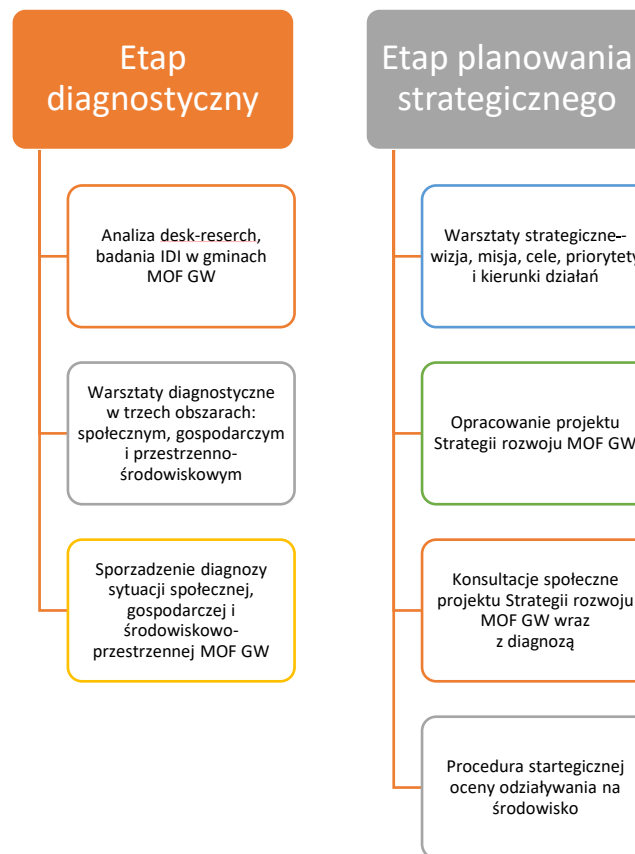 Etap
diagnostyczny
Analiza desk-reserch,
badania IDI w gminach
MOF GW
Warsztaty diagnostyczne
w trzech obszarach:
społecznym, gospodarczym
i przestrzenno-
środowiskowym
Sporzadzenie diagnozy
sytuacji społecznej,
gospodarczej i
środowiskowo-
przestrzennej MOF GW
Etap planowania
strategicznego
Warsztaty strategiczne--
wizja, misja, cele, priorytety
i kierunki działań
Opracowanie projektu
Strategii rozwoju MOF GW
Konsultacje społeczne
projektu Strategii rozwoju
MOF GW wraz
z diagnozą
Procedura startegicznej
oceny odziaływania na
środowisko